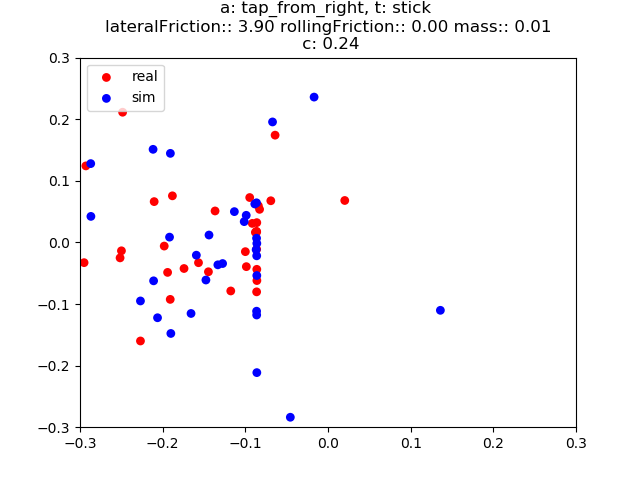 a: tap_from_right, t: stick
lateralFriction:: 3.90 rollingFriction:: 0.00 mass:: 0.01
c: 0.24
real
sim
0.3
0.2
0.1
0.0
−0.1
−0.2
−0.3
−0.3 −0.2 −0.1 0.0 0.1 0.2 0.3